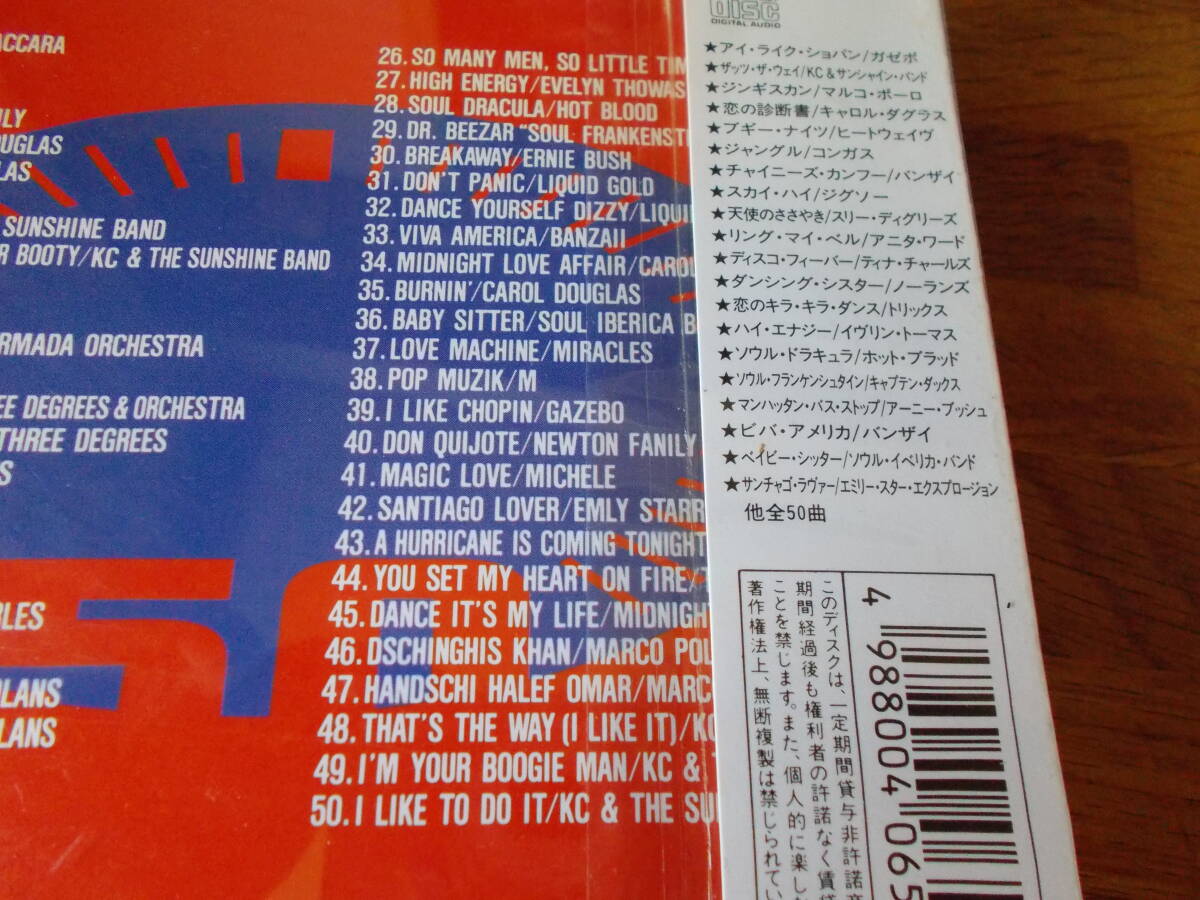 ACCARA
ILY
OUGLAS
LAS
SUNSHINE BAND
R BOOTY/KC & THE SUNSHINE BAND
RMADA ORCHESTRA
EE DEGREES & ORCHESTRA
THREE DEGREES
S
RLES
OLANS
LANS
26. SO MANY MEN, SO LITTLE TIM
27. HIGH ENERGY/EVELYN THOWAS
28. SOUL DRACULA/HOT BLOOD
29. DR. BEEZAR "SOUL FRANKENST
30. BREAKAWAY/ERNIE BUSH
31. DON'T PANIC/LIQUID GOLD
32. DANCE YOURSELF DIZZY/LIQUI
33. VIVA AMERICA/BANZAII
34. MIDNIGHT LOVE AFFAIR/CAROL
35. BURNIN'/CAROL DOUGLAS
36. BABY SITTER/SOUL IBERICA B
37. LOVE MACHINE/MIRACLES
38. POP MUZIK/M
39. I LIKE CHOPIN/GAZEBO
40. DON QUIJOTE/NEWTON FANILY
41. MAGIC LOVE/MICHELE
42. SANTIAGO LOVER/EMLY STARR
43. A HURRICANE IS COMING TONIGHT
44. YOU SET MY HEART ON FIRE/
45. DANCE IT'S MY LIFE/MIDNIGH
46. DSCHINGHIS KHAN/MARCO POL
47. HANDSCHI HALEF OMAR/MARC
48. THAT'S THE WAY (I LIKE IT)/KC
49. I'M YOUR BOOGIE MAN/KC &
50. I LIKE TO DO IT/KC & THE SU
disc
DIGITAL AUDIO
★アイ・ライク・ショパン/ガゼボ
★ザッツ・ザ・ウェイ/KC&サンシャイン・バンド
★ジンギスカン/マルコ・ポーロ
★恋の診断書/キャロル・ダグラス
★ブギー・ナイツ/ヒートウェイヴ
★ジャングル/コンガス
★チャイニーズ・カンフー/バンザイ
★スカイ・ハイ/ジグソー
★天使のささやき/スリー・ディグリーズ
★リング・マイ・ベル/アニタ・ワード
★ディスコ・フィーバー/ティナ・チャールズ
★ダンシング・シスター/ノーランズ
★恋のキラ・キラ・ダンス/トリックス
★ハイ・エナジー/イヴリン・トーマス
★ソウル・ドラキュラ/ホット・ブラッド
★ソウル・フランケンシュタイン/キャプテン・ダックス
★マンハッタン・バス・ストップ/アーニー・ブッシュ
★ビバ・アメリカ/バンザイ
★ベイビー・シッター/ソウル・イベリカ・バンド
★サンチャゴ・ラヴァー/エミリー・スター・エクスプロージョン
他全50曲
このディスクは、一定期間貸与非許諾商
期間経過後も権利者の許諾なく賃貸
ことを禁じます。また、個人的に楽しむ
著作権法上、無断複製は禁じられてい
4 988004 065